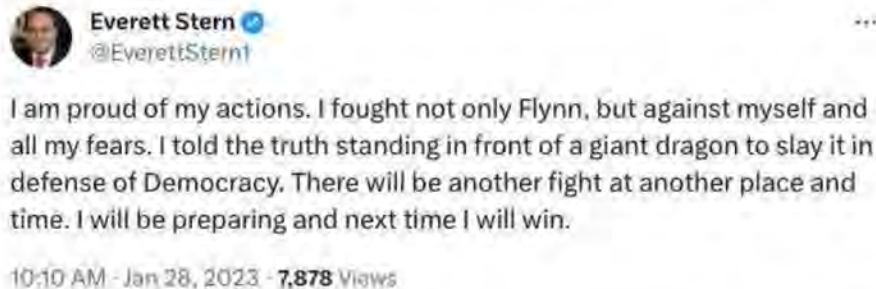 Everett Stern
@EverettStern1
I am proud of my actions. I fought not only Flynn, but against myself and
all my fears. I told the truth standing in front of a giant dragon to slay it in
defense of Democracy. There will be another fight at another place and
time. I will be preparing and next time I will win.
10:10 AM · Jan 28, 2023 · 7,878 Views